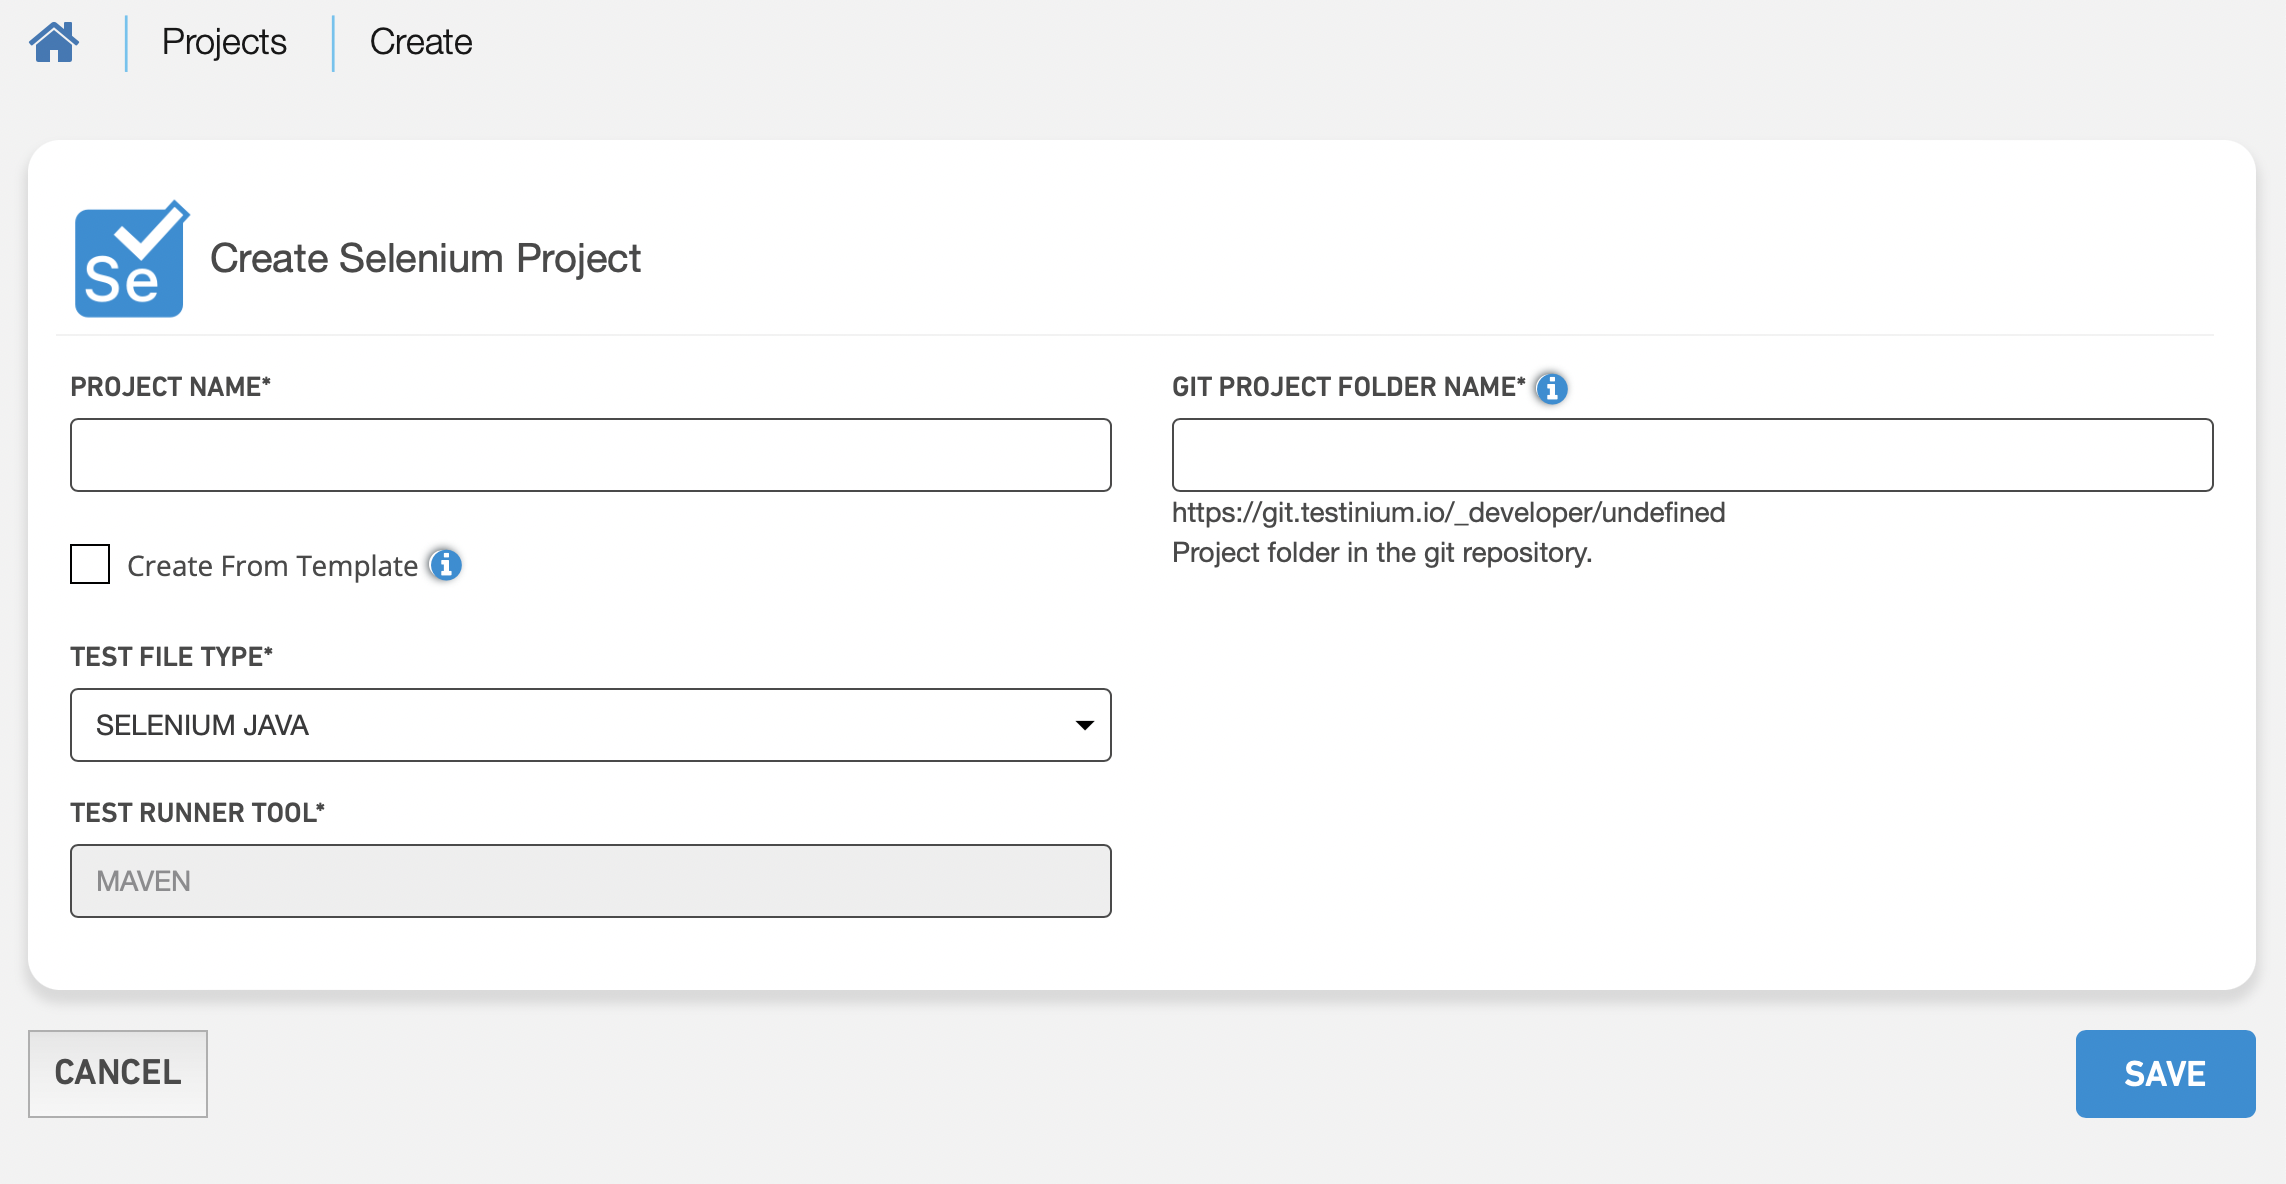 Projects
Create
Se
Create Selenium Project
PROJECT NAME*
GIT PROJECT FOLDER NAME*
https://git.testinium.io/_developer/undefined
Project folder in the git repository.
Create From Template
TEST FILE TYPE*
SELENIUM JAVA
TEST RUNNER TOOL*
MAVEN
CANCEL
SAVE